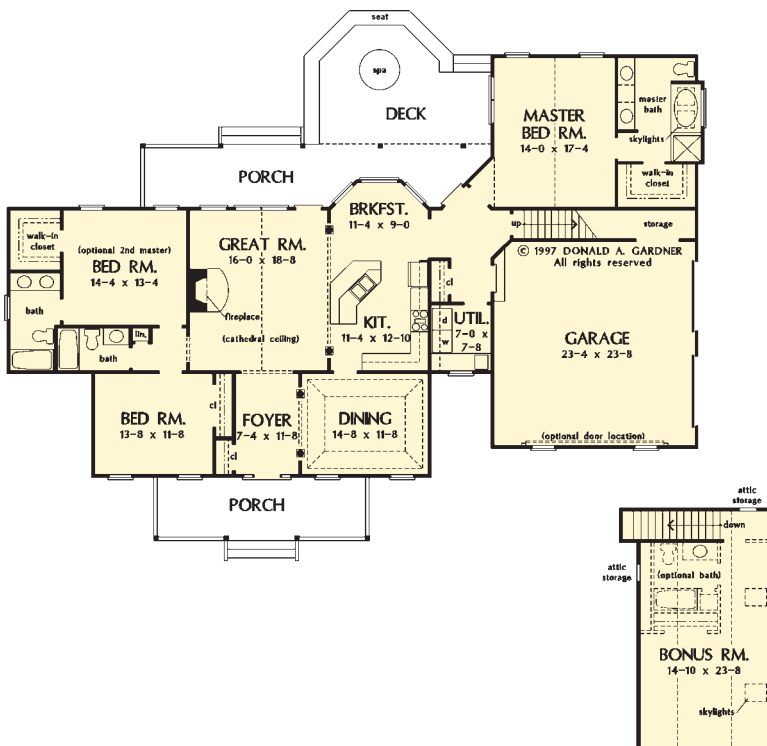 seat
spa
DECK
MASTER
BED RM.
14-0 x 17-4
master
bath
skylights
walk-in
closet
PORCH
BRKFST.
11-4 x 9-0
up
storage
walk-in
closet
(optional 2nd master)
BED RM.
14-4 x 13-4
GREAT RM.
16-0 x 18-8
© 1997 DONALD A. GARDNER
All rights reserved
cl
bath
fireplace
(cathedral ceiling)
KIT.
11-4 x 12-10
d
w
UTIL.
7-0 x
7-8
GARAGE
23-4 x 23-8
lin.
bath
BED RM.
13-8 x 11-8
cl
FOYER
7-4 x 11-8
DINING
14-8 x 11-8
cl
(optional door location)
PORCH
attic
storage
down
attic
storage
(optional bath)
BONUS RM.
14-10 x 23-8
skylights